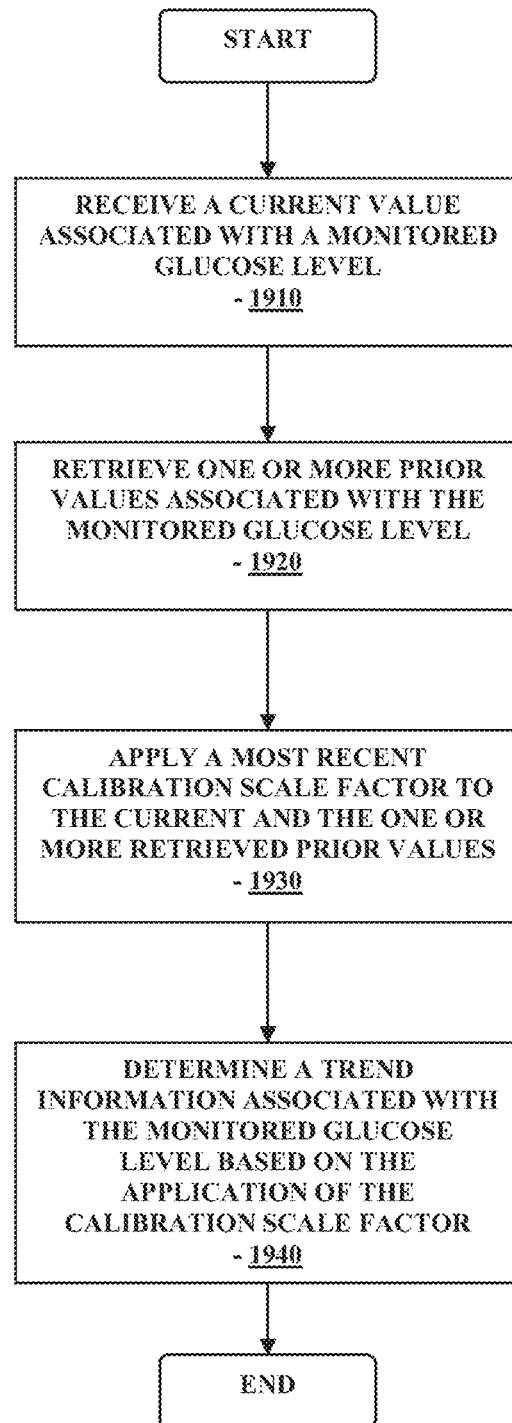 START
RECEIVE A CURRENT VALUE
ASSOCIATED WITH A MONITORED
GLUCOSE LEVEL
- 1910
RETRIEVE ONE OR MORE PRIOR
VALUES ASSOCIATED WITH THE
MONITORED GLUCOSE LEVEL
- 1920
APPLY A MOST RECENT
CALIBRATION SCALE FACTOR TO
THE CURRENT AND THE ONE OR
MORE RETRIEVED PRIOR VALUES
- 1930
DETERMINE A TREND
INFORMATION ASSOCIATED WITH
THE MONITORED GLUCOSE
LEVEL BASED ON THE
APPLICATION OF THE
CALIBRATION SCALE FACTOR
- 1940
END